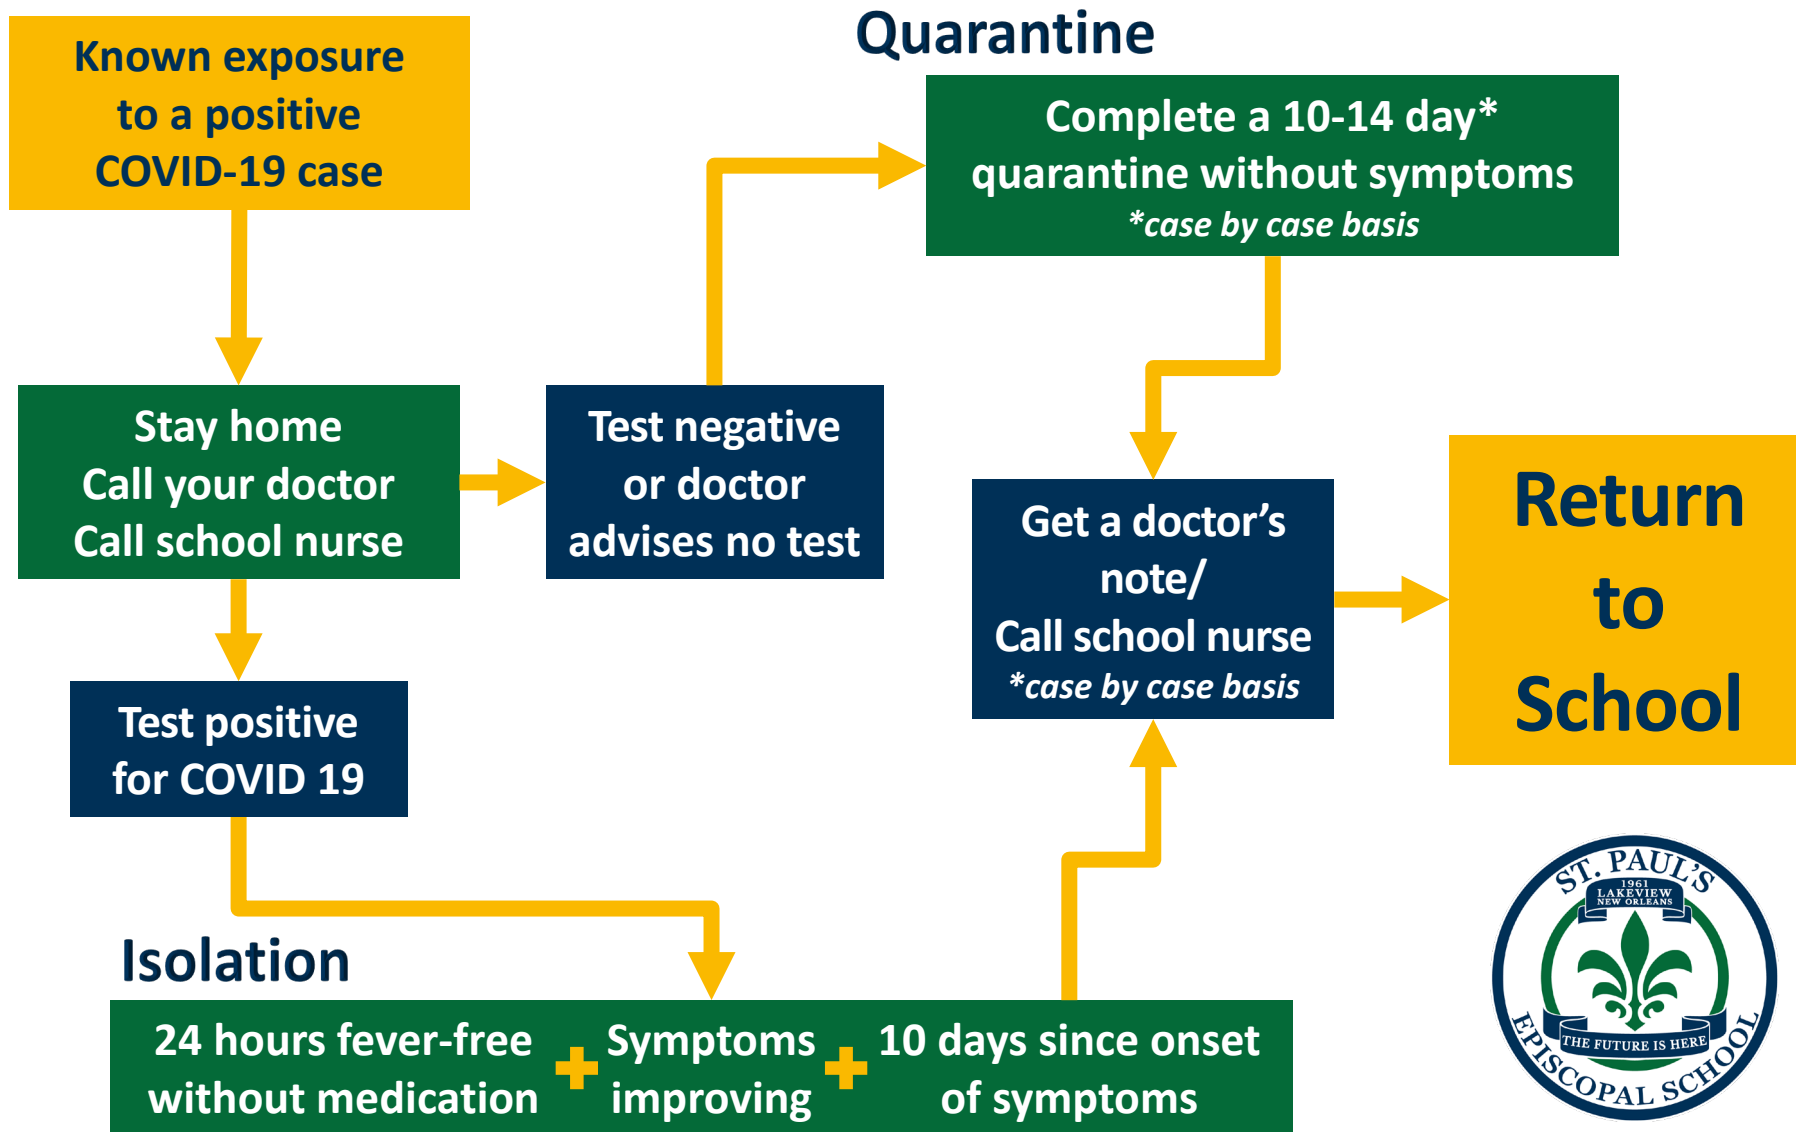 Known exposure
to a positive
COVID-19 case
Quarantine
Complete a 10-14 day*
quarantine without symptoms
*case by case basis
Stay home
Call your doctor
Call school nurse
Test negative
or doctor
advises no test
Get a doctor’s
note/
Call school nurse
*case by case basis
Return
to
School
Test positive
for COVID 19
Isolation
24 hours fever-free
without medication
+
Symptoms
improving
+
10 days since onset
of symptoms
ST. PAUL'S
1961
LAKEVIEW
NEW ORLEANS
THE FUTURE IS HERE
EPISCOPAL SCHOOL